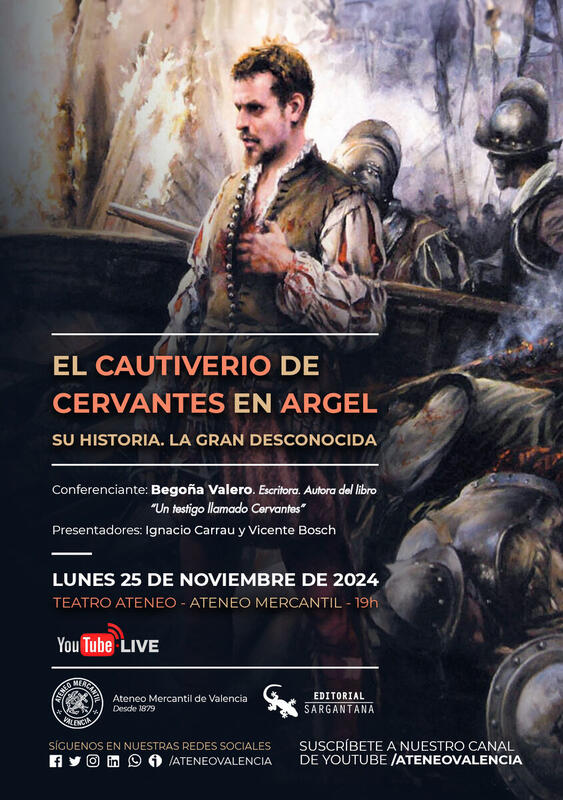 EL CAUTIVERIO DE
CERVANTES EN ARGEL
SU HISTORIA. LA GRAN DESCONOCIDA
Conferenciante: Begoña Valero. Escritora. Autora del libro
“Un testigo llamado Cervantes”
Presentadores: Ignacio Carrau y Vicente Bosch
LUNES 25 DE NOVIEMBRE DE 2024
TEATRO ATENEO - ATENEO MERCANTIL - 19h
YouTube LIVE
ATENEO MERCANTIL
VALENCIA
Ateneo Mercantil de Valencia
Desde 1879
EDITORIAL
SARGANTANA
SÍGUENOS EN NUESTRAS REDES SOCIALES
/ATENEOVALENCIA
SUSCRÍBETE A NUESTRO CANAL
DE YOUTUBE /ATENEOVALENCIA